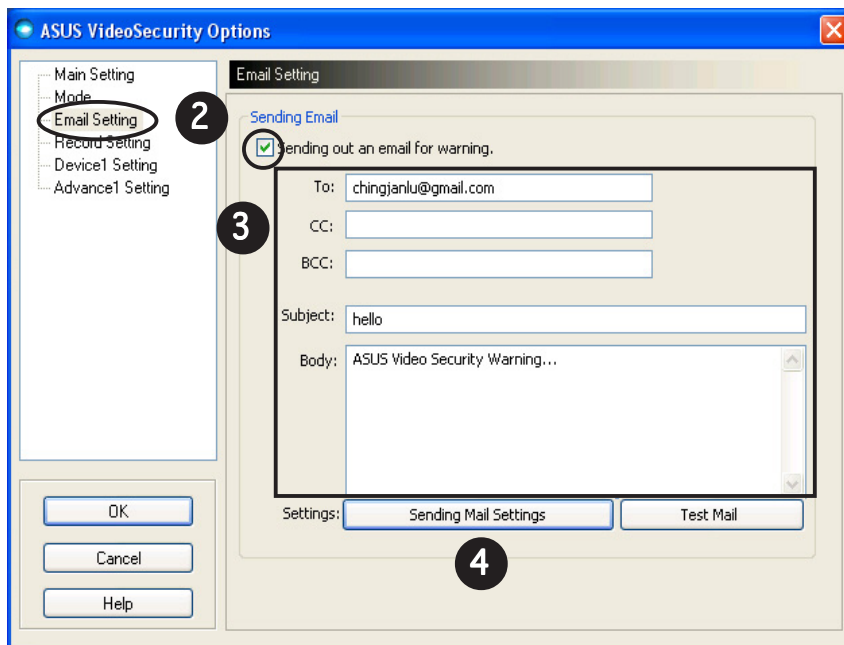 ASUS VideoSecurity Options
Main Setting
Mode
Email Setting
Record Setting
Device1 Setting
Advance1 Setting
OK
Cancel
Help
Email Setting
2
Sending Email
Sending out an email for warning.
3
To: chingjanlu@gmail.com
CC:
BCC:
Subject: hello
Body: ASUS Video Security Warning...
Settings: Sending Mail Settings Test Mail
4